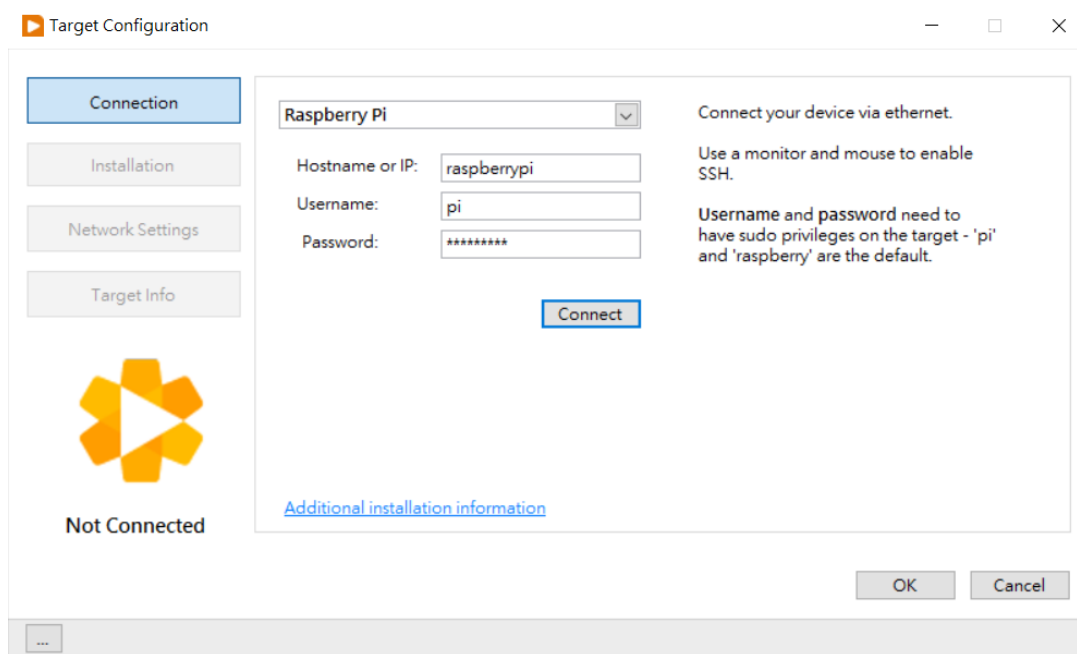 Target Configuration
Connection
Installation
Network Settings
Target Info
Not Connected
Raspberry Pi
Hostname or IP: raspberrypi
Username: pi
Password: *********
Connect
Additional installation information
Connect your device via ethernet.
Use a monitor and mouse to enable
SSH.
Username and password need to
have sudo privileges on the target - 'pi'
and 'raspberry' are the default.
OK Cancel
...